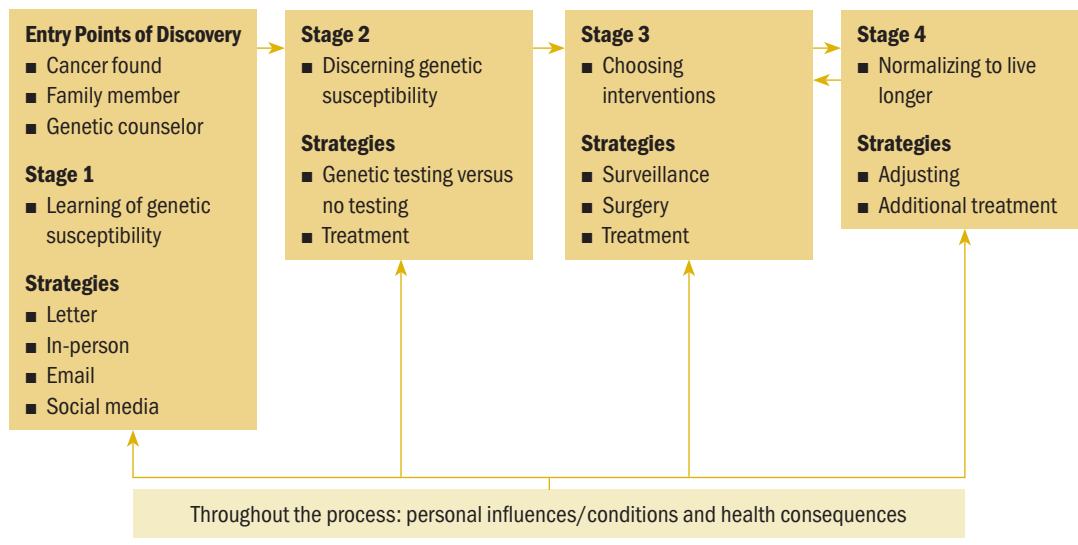 Entry Points of Discovery
■ Cancer found
■ Family member
■ Genetic counselor
Stage 1
■ Learning of genetic
susceptibility
Strategies
■ Letter
■ In-person
■ Email
■ Social media
Stage 2
■ Discerning genetic
susceptibility
Strategies
■ Genetic testing versus
no testing
■ Treatment
Stage 3
■ Choosing
interventions
Strategies
■ Surveillance
■ Surgery
■ Treatment
Stage 4
■ Normalizing to live
longer
Strategies
■ Adjusting
■ Additional treatment
Throughout the process: personal influences/conditions and health consequences